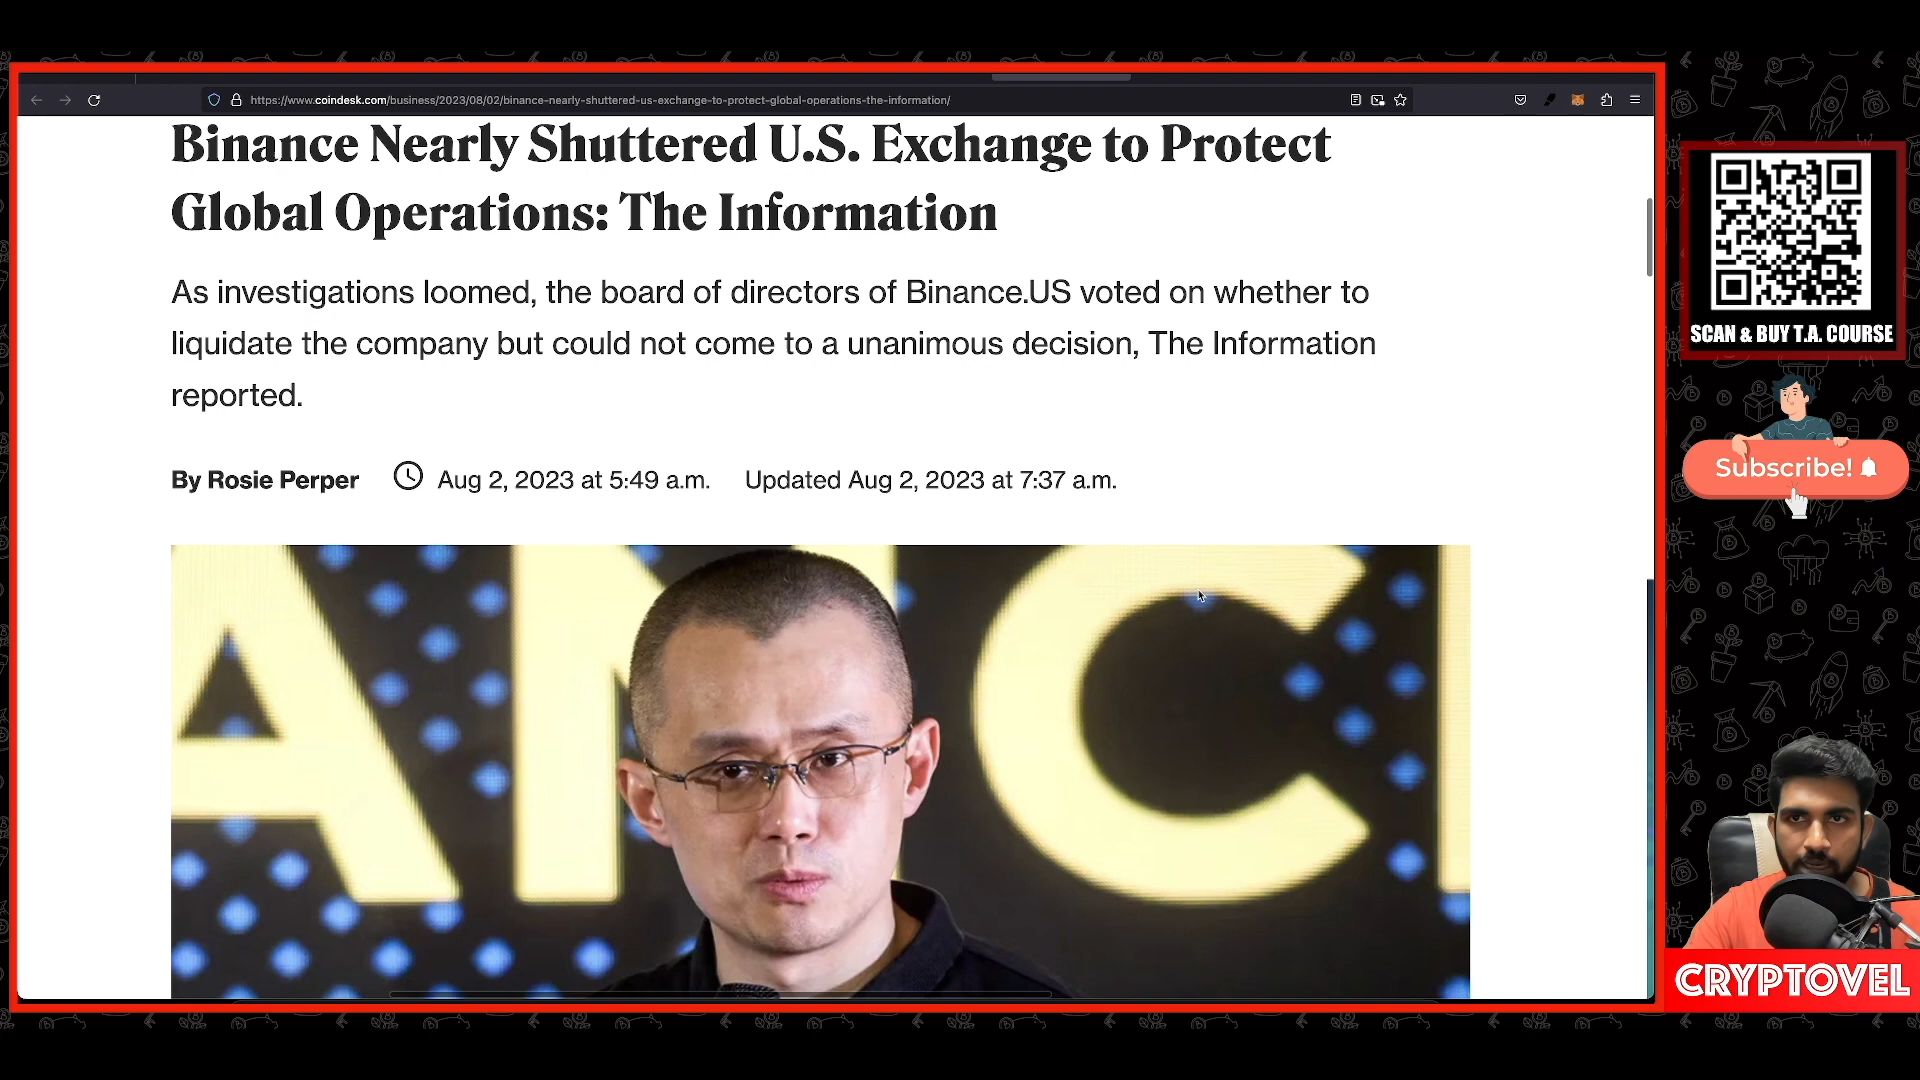 https://www.coindesk.com/business/2023/08/02/binance-nearly-shuttered-us-exchange-to-protect-global-operations-the-information/
Binance Nearly Shuttered U.S. Exchange to Protect
Global Operations: The Information
As investigations loomed, the board of directors of Binance.US voted on whether to
liquidate the company but could not come to a unanimous decision, The Information
reported.
By Rosie Perper Aug 2, 2023 at 5:49 a.m. Updated Aug 2, 2023 at 7:37 a.m.
ANC
SCAN & BUY T.A. COURSE
Subscribe!
CRYPTOVEL